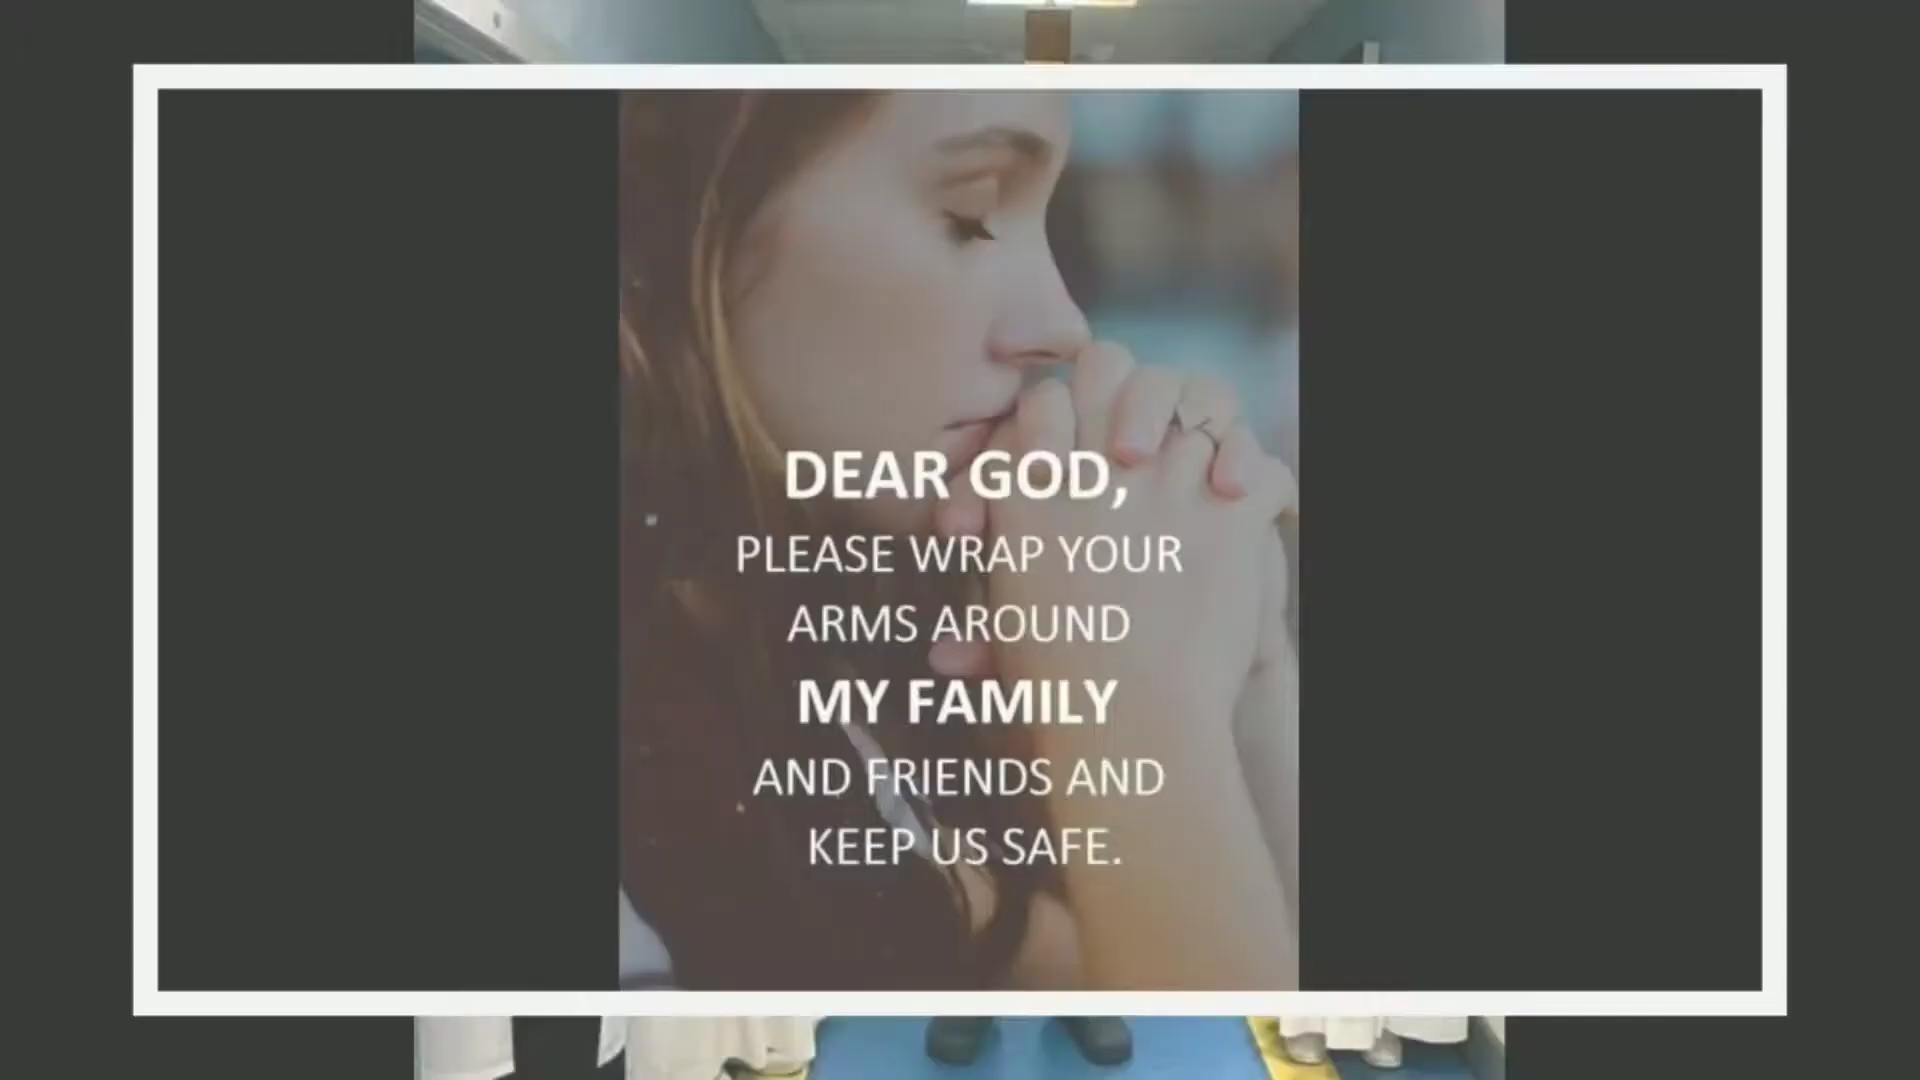 DEAR GOD,
PLEASE WRAP YOUR
ARMS AROUND
MY FAMILY
AND FRIENDS AND
KEEP US SAFE.